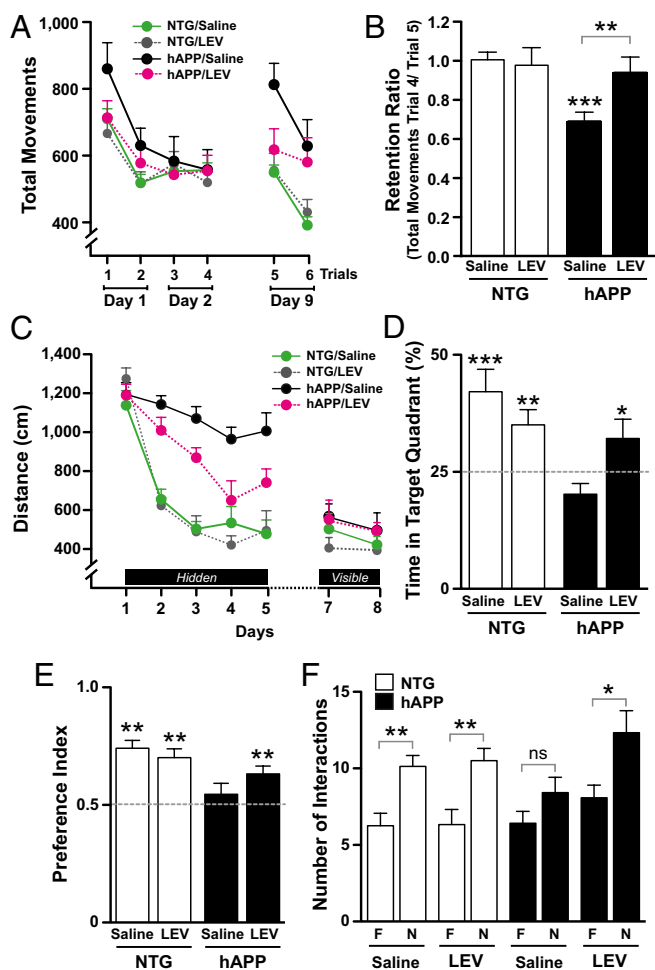 A
Total Movements
1,000
800
600
400
NTG/Saline
NTG/LEV
hAPP/Saline
hAPP/LEV
1 2 3 4 5 6 Trials
Day 1 Day 2 Day 9
B
Retention Ratio
(Total Movements Trial 4/ Trial 5)
1.2
1.0
0.8
0.6
0.4
0.2
0
**
***
Saline LEV Saline LEV
NTG hAPP
C
Distance (cm)
1,400
1,200
1,000
800
600
400
NTG/Saline
NTG/LEV
hAPP/Saline
hAPP/LEV
Hidden Visible
1 2 3 4 5 7 8
Days
D
Time in Target Quadrant (%)
50
25
0
*** ** *
Saline LEV Saline LEV
NTG hAPP
E
Preference Index
1.0
0.5
0
** ** **
Saline LEV Saline LEV
NTG hAPP
F
Number of Interactions
15
10
5
0
NTG
hAPP
** ** ns *
F N F N F N F N
Saline LEV Saline LEV